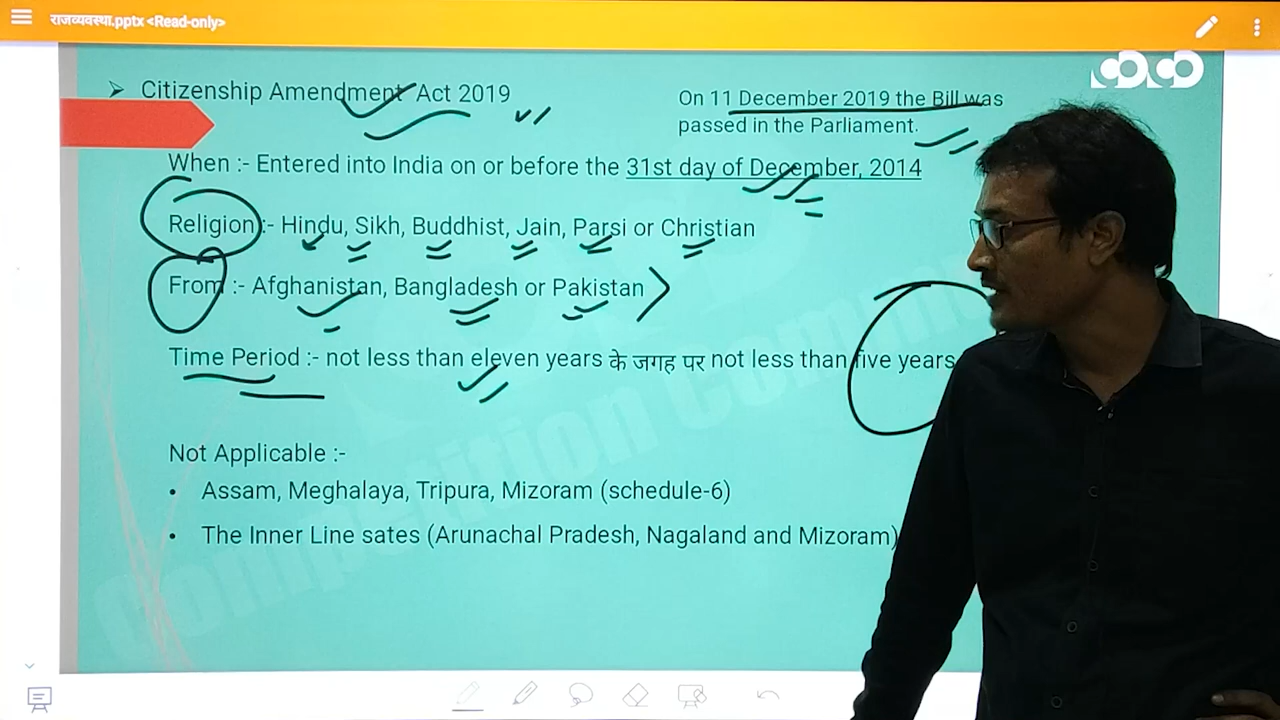 राजव्यवस्था.pptx <Read-only>
➤ Citizenship Amendment Act 2019
On 11 December 2019 the Bill was
passed in the Parliament.
When :- Entered into India on or before the 31st day of December, 2014
Religion :- Hindu, Sikh, Buddhist, Jain, Parsi or Christian
From :- Afghanistan, Bangladesh or Pakistan
Time Period :- not less than eleven years के जगह पर not less than five years
Not Applicable :-
• Assam, Meghalaya, Tripura, Mizoram (schedule-6)
• The Inner Line sates (Arunachal Pradesh, Nagaland and Mizoram)